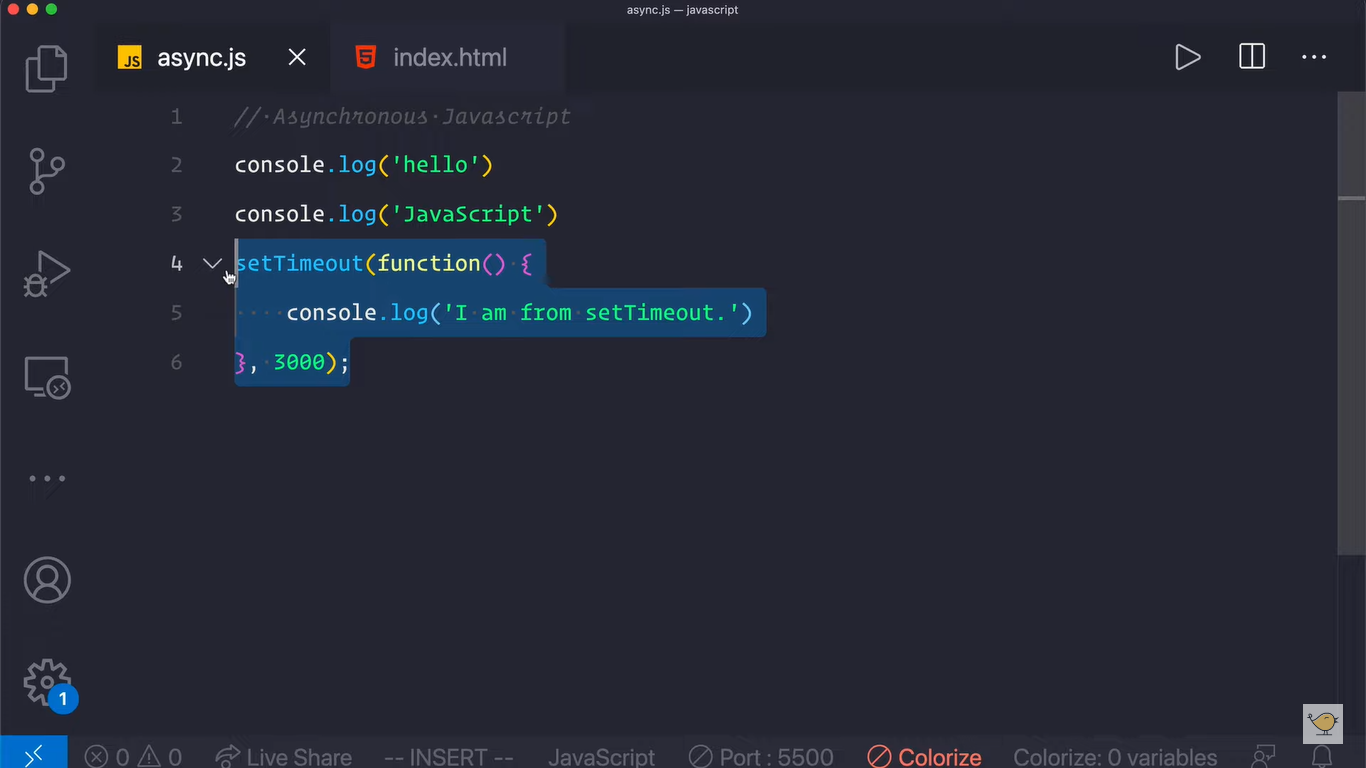 async.js — javascript
JS async.js
index.html
1 // Asynchronous Javascript
2 console.log('hello')
3 console.log('JavaScript')
4 setTimeout(function() {
5 console.log('I am from setTimeout.')
6 }, 3000);
1
0 0 Live Share -- INSERT -- JavaScript Port : 5500 Colorize Colorize: 0 variables